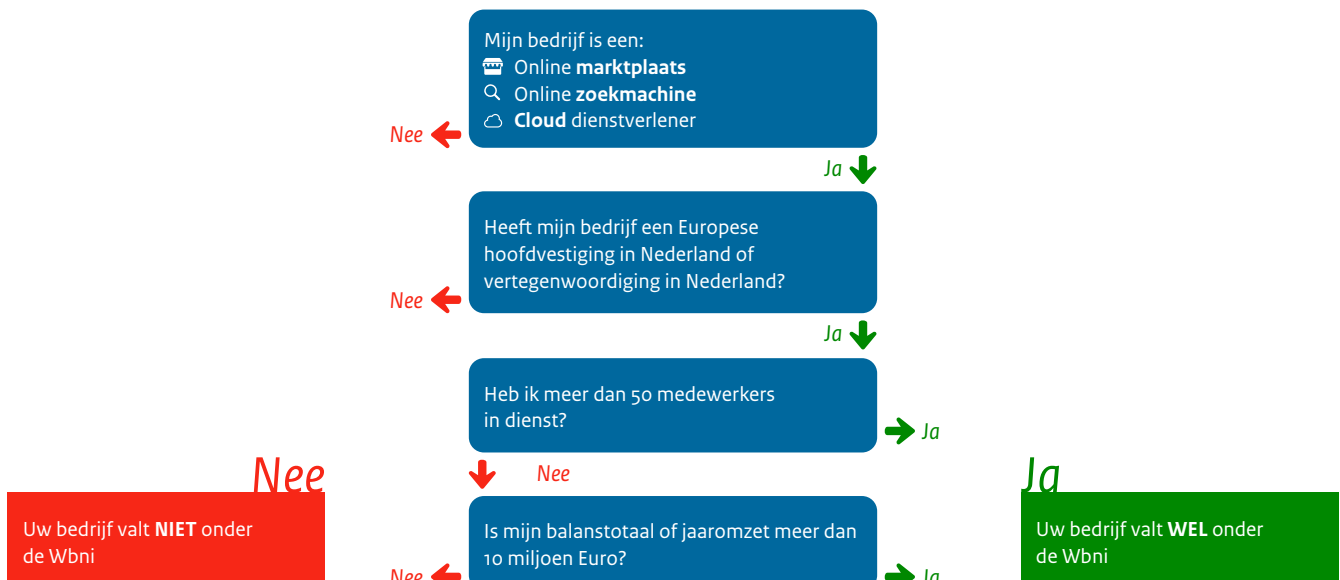 Mijn bedrijf is een:
Online marktplaats
Online zoekmachine
Cloud dienstverlener
Nee
Ja
Heeft mijn bedrijf een Europese
hoofdvestiging in Nederland of
vertegenwoordiging in Nederland?
Nee
Ja
Heb ik meer dan 50 medewerkers
in dienst?
Ja
Nee
Nee
Uw bedrijf valt NIET onder
de Wbni
Is mijn balanstotaal of jaaromzet meer dan
10 miljoen Euro?
Nee
Ja
Ja
Uw bedrijf valt WEL onder
de Wbni